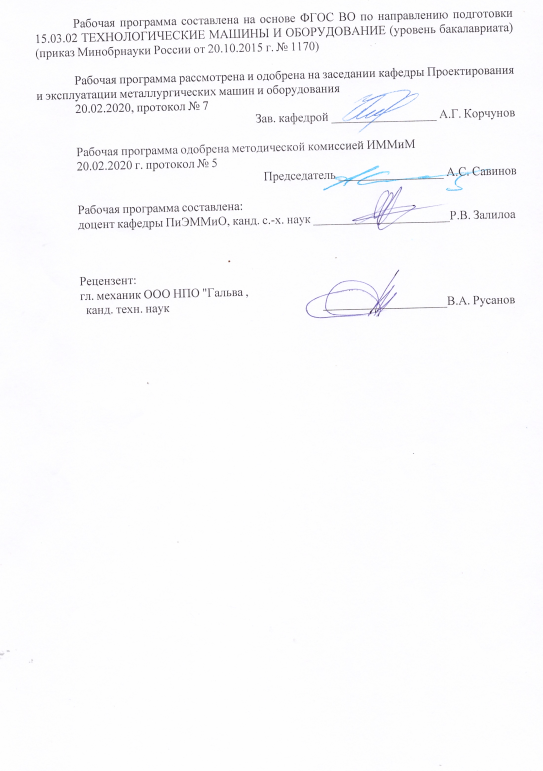 Рабочая программа составлена на основе ФГОС ВО по направлению подготовки
15.03.02 ТЕХНОЛОГИЧЕСКИЕ МАШИНЫ И ОБОРУДОВАНИЕ (уровень бакалавриата)
(приказ Минобрнауки России от 20.10.2015 г. № 1170)
Рабочая программа рассмотрена и одобрена на заседании кафедры Проектирования
и эксплуатации металлургических машин и оборудования
20.02.2020, протокол № 7
Зав. кафедрой ________________ А.Г. Корчунов
Рабочая программа одобрена методической комиссией ИММиМ
20.02.2020 г. протокол № 5
Председатель________________ А.С. Савинов
Рабочая программа составлена:
доцент кафедры ПиЭММиО, канд. с.-х. наук ____________________Р.В. Залилоа
Рецензент:
гл. механик ООО НПО "Гальва ,
канд. техн. наук ____________________В.А. Русанов